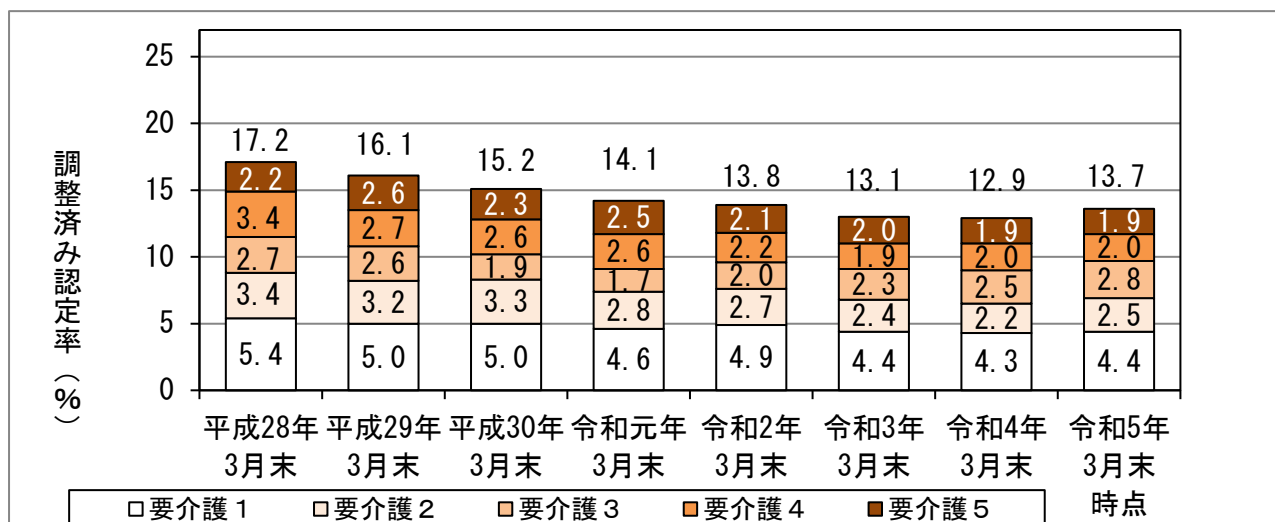 調整済み認定率（％）
25
20
15
10
5
0
17.2 16.1 15.2 14.1 13.8 13.1 12.9 13.7
2.2 2.6 2.3 2.5 2.1 2.0 1.9 1.9
3.4 2.7 2.6 2.6 2.2 1.9 2.0 2.0
2.7 2.6 1.9 1.7 2.0 2.3 2.5 2.8
3.4 3.2 3.3 2.8 2.7 2.4 2.2 2.5
5.4 5.0 5.0 4.6 4.9 4.4 4.3 4.4
平成28年 平成29年 平成30年 令和元年 令和2年 令和3年 令和4年 令和5年
3月末 3月末 3月末 3月末 3月末 3月末 3月末 3月末
時点
要介護１ 要介護２ 要介護３ 要介護４ 要介護５